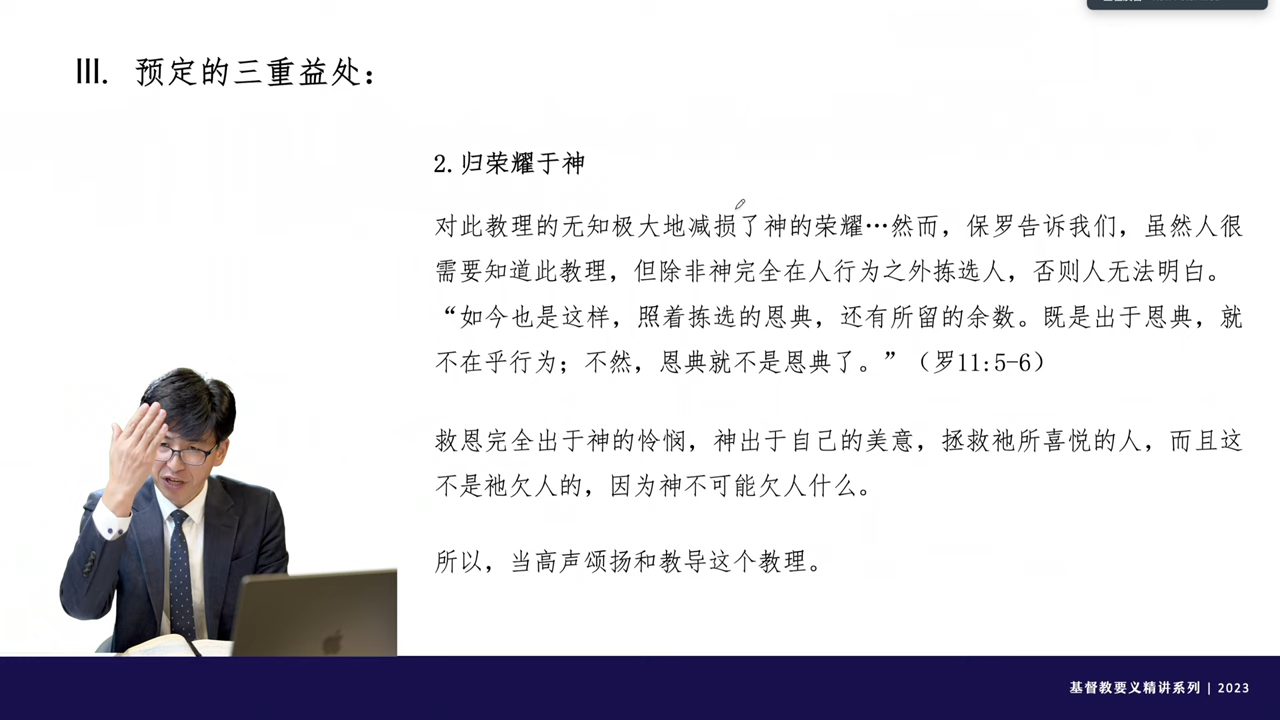 III. 预定的三重益处：
2. 归荣耀于神
对此教理的无知极大地减损了神的荣耀…然而，保罗告诉我们，虽然人很
需要知道此教理，但除非神完全在人行为之外拣选人，否则人无法明白。
“如今也是这样，照着拣选的恩典，还有所留的余数。既是出于恩典，就
不在乎行为；不然，恩典就不是恩典了。”（罗11:5-6）
救恩完全出于神的怜悯，神出于自己的美意，拯救祂所喜悦的人，而且这
不是祂欠人的，因为神不可能欠人什么。
所以，当高声颂扬和教导这个教理。
基督教要义精讲系列 | 2023